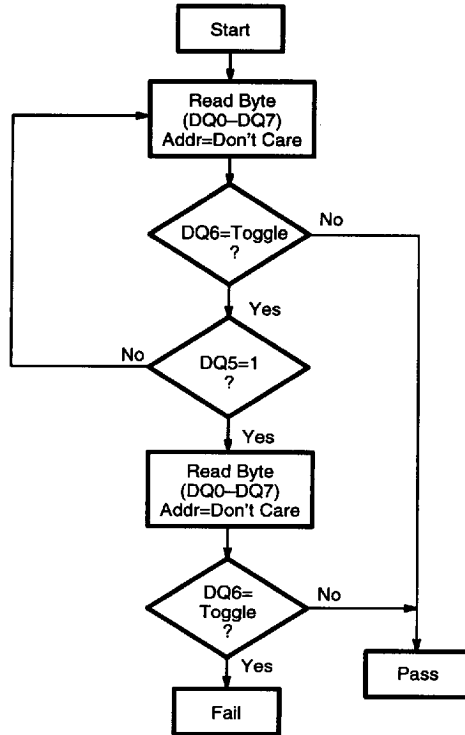 Start
Read Byte
(DQ0–DQ7)
Addr=Don't Care
DQ6=Toggle
?
No
Yes
No
DQ5=1
?
Yes
Read Byte
(DQ0–DQ7)
Addr=Don't Care
DQ6=
Toggle
?
No
Yes
Pass
Fail